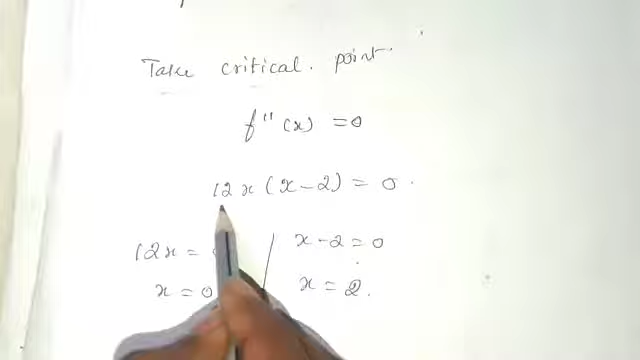 Take critical. point.
f''(x) = 0
12x (x - 2) = 0.
12x = / x - 2 = 0
x = 0 / x = 2.